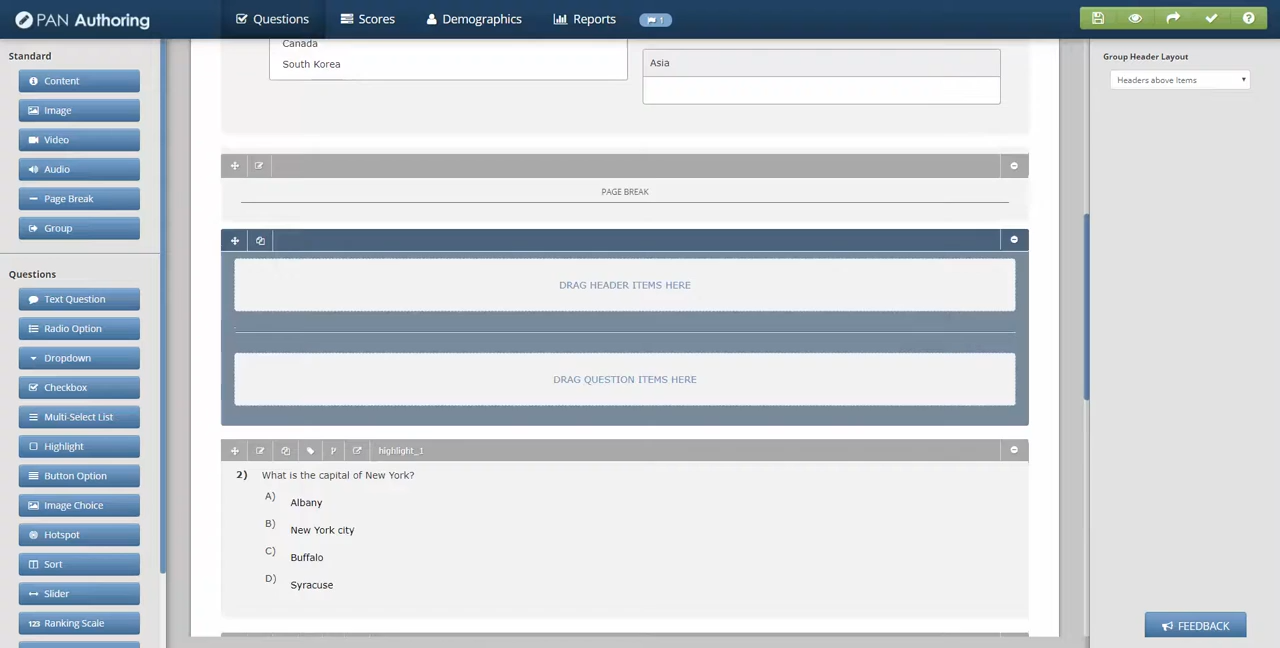 PAN Authoring
Questions
Scores
Demographics
Reports
1
Standard
Content
Image
Video
Audio
Page Break
Group
Questions
Text Question
Radio Option
Dropdown
Checkbox
Multi-Select List
Highlight
Button Option
Image Choice
Hotspot
Sort
Slider
123 Ranking Scale
Canada
South Korea
Asia
PAGE BREAK
DRAG HEADER ITEMS HERE
DRAG QUESTION ITEMS HERE
highlight_1
2) What is the capital of New York?
A) Albany
B) New York city
C) Buffalo
D) Syracuse
Group Header Layout
Headers above Items
FEEDBACK